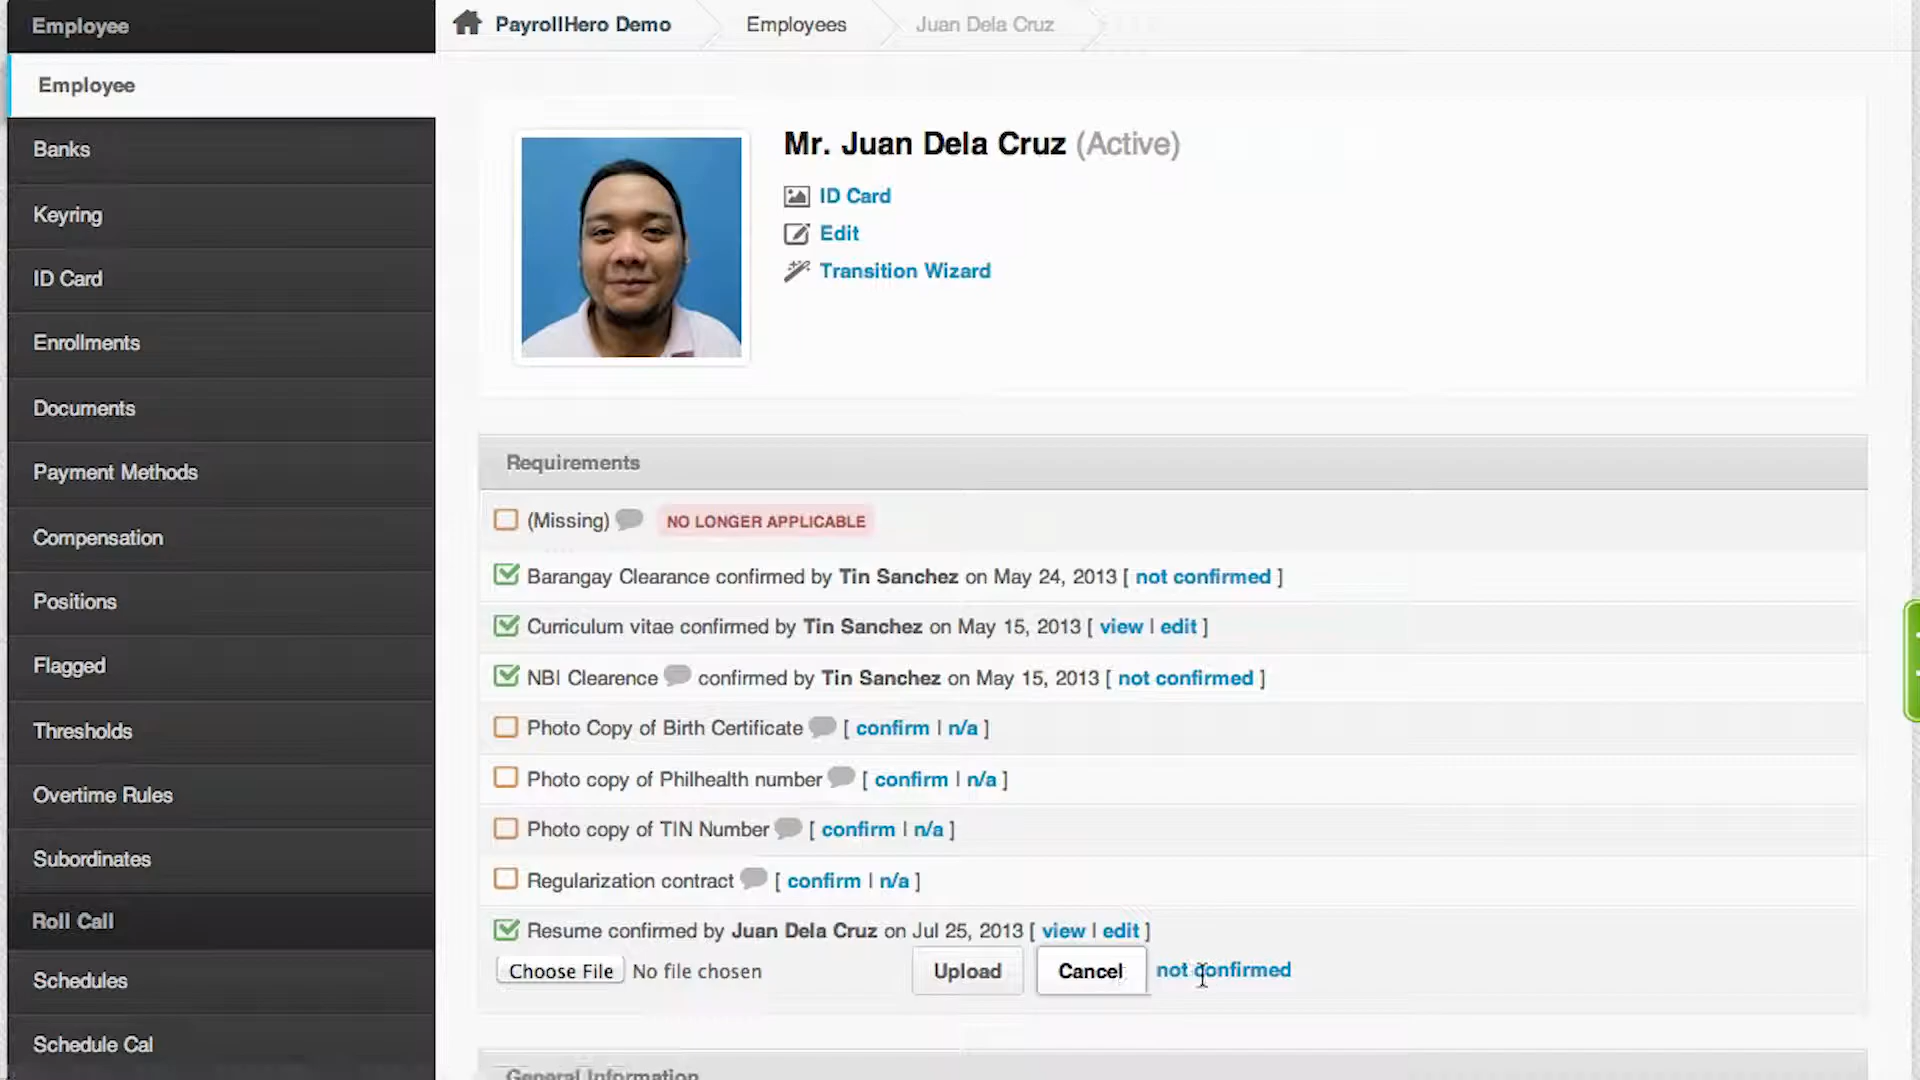 Employee
PayrollHero Demo
Employees
Juan Dela Cruz
Employee
Banks
Keyring
ID Card
Enrollments
Documents
Payment Methods
Compensation
Positions
Flagged
Thresholds
Overtime Rules
Subordinates
Roll Call
Schedules
Schedule Cal
Mr. Juan Dela Cruz (Active)
ID Card
Edit
Transition Wizard
Requirements
(Missing) NO LONGER APPLICABLE
Barangay Clearance confirmed by Tin Sanchez on May 24, 2013 [ not confirmed ]
Curriculum vitae confirmed by Tin Sanchez on May 15, 2013 [ view | edit ]
NBI Clearence confirmed by Tin Sanchez on May 15, 2013 [ not confirmed ]
Photo Copy of Birth Certificate [ confirm | n/a ]
Photo copy of Philhealth number [ confirm | n/a ]
Photo copy of TIN Number [ confirm | n/a ]
Regularization contract [ confirm | n/a ]
Resume confirmed by Juan Dela Cruz on Jul 25, 2013 [ view | edit ]
Choose File No file chosen Upload Cancel not confirmed
General Information